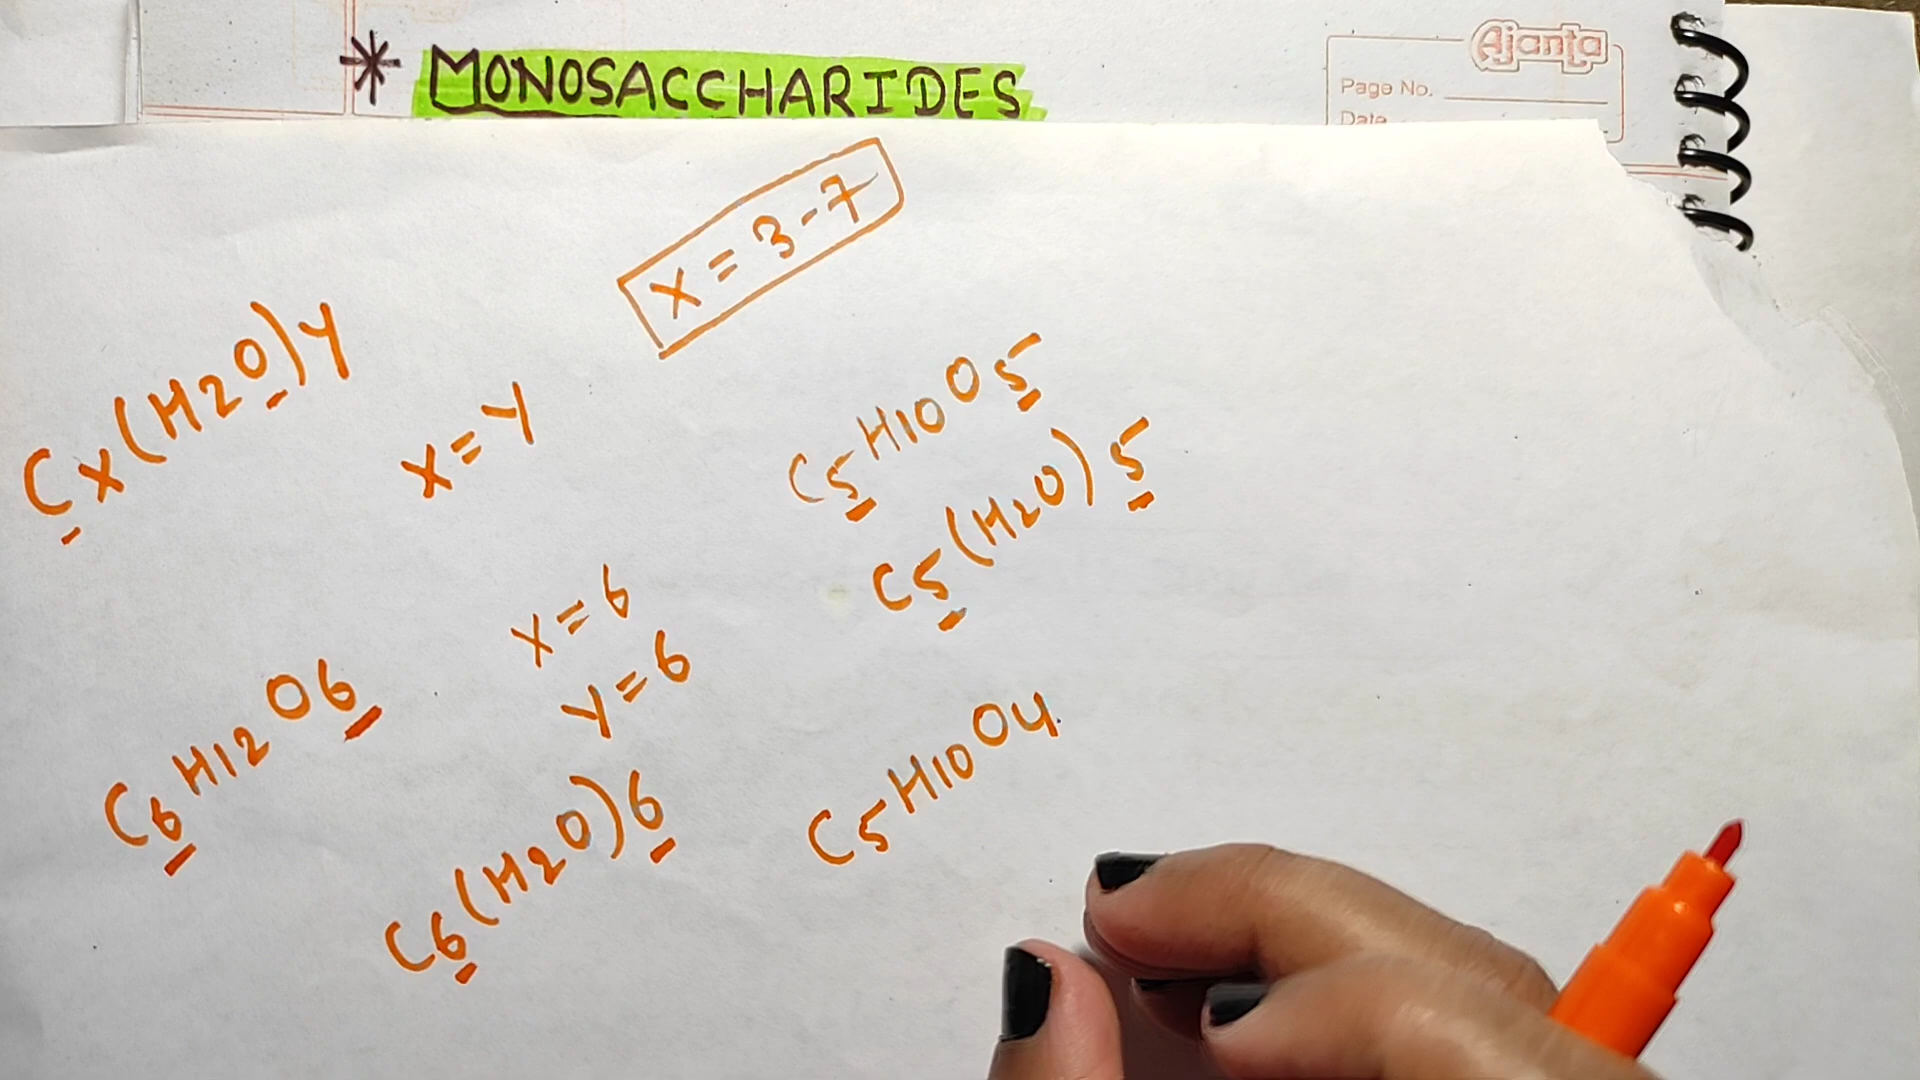 * MONOSACCHARIDES
Ajanta
Page No.
Date
X = 3-7
Cx(H2O)Y
X=Y
C5H10O5
C5(H2O)5
X=6
Y=6
C6H12O6
C6(H2O)6
C5H10O4